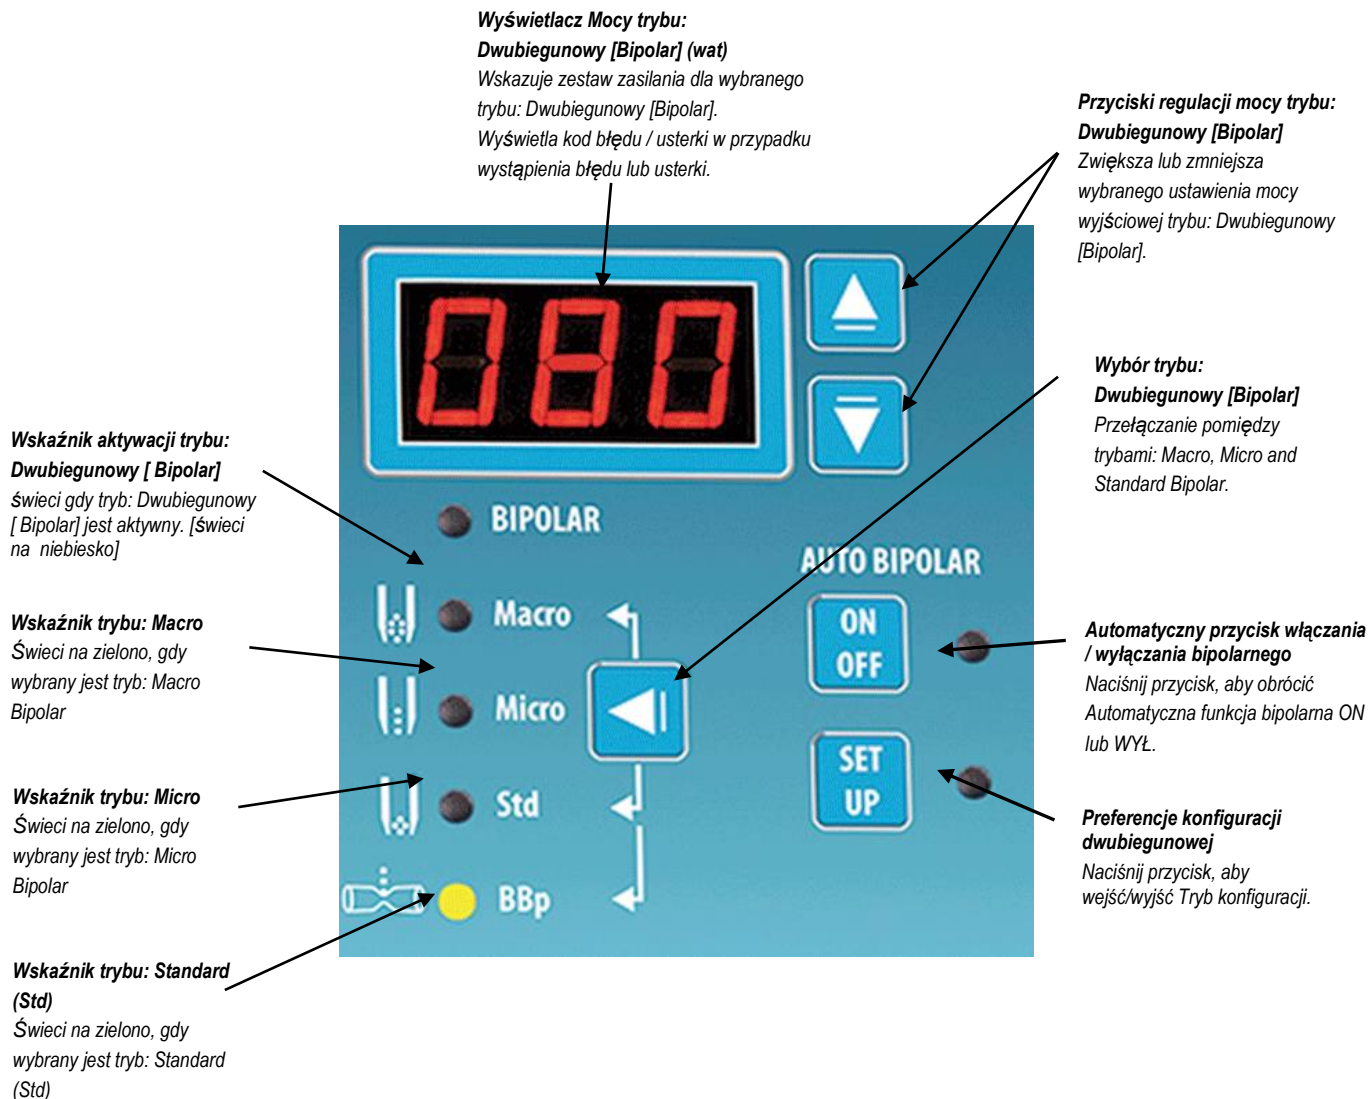 Wyświetlacz Mocy trybu:
Dwubiegunowy [Bipolar] (wat)
Wskazuje zestaw zasilania dla wybranego
trybu: Dwubiegunowy [Bipolar].
Wyświetla kod błędu / usterki w przypadku
wystąpienia błędu lub usterki.
Przyciski regulacji mocy trybu:
Dwubiegunowy [Bipolar]
Zwiększa lub zmniejsza
wybranego ustawienia mocy
wyjściowej trybu: Dwubiegunowy
[Bipolar].
080
Wybór trybu:
Dwubiegunowy [Bipolar]
Przełączanie pomiędzy
trybami: Macro, Micro and
Standard Bipolar.
Wskaźnik aktywacji trybu:
Dwubiegunowy [ Bipolar]
świeci gdy tryb: Dwubiegunowy
[ Bipolar] jest aktywny. [świeci
na niebiesko]
BIPOLAR
Macro
Micro
Std
BBp
AUTO BIPOLAR
ON
OFF
SET
UP
Wskaźnik trybu: Macro
Świeci na zielono, gdy
wybrany jest tryb: Macro
Bipolar
Automatyczny przycisk włączania
/ wyłączania bipolarnego
Naciśnij przycisk, aby obrócić
Automatyczna funkcja bipolarna ON
lub WYŁ.
Wskaźnik trybu: Micro
Świeci na zielono, gdy
wybrany jest tryb: Micro
Bipolar
Preferencje konfiguracji
dwubiegunowej
Naciśnij przycisk, aby
wejść/wyjść Tryb konfiguracji.
Wskaźnik trybu: Standard
(Std)
Świeci na zielono, gdy
wybrany jest tryb: Standard
(Std)